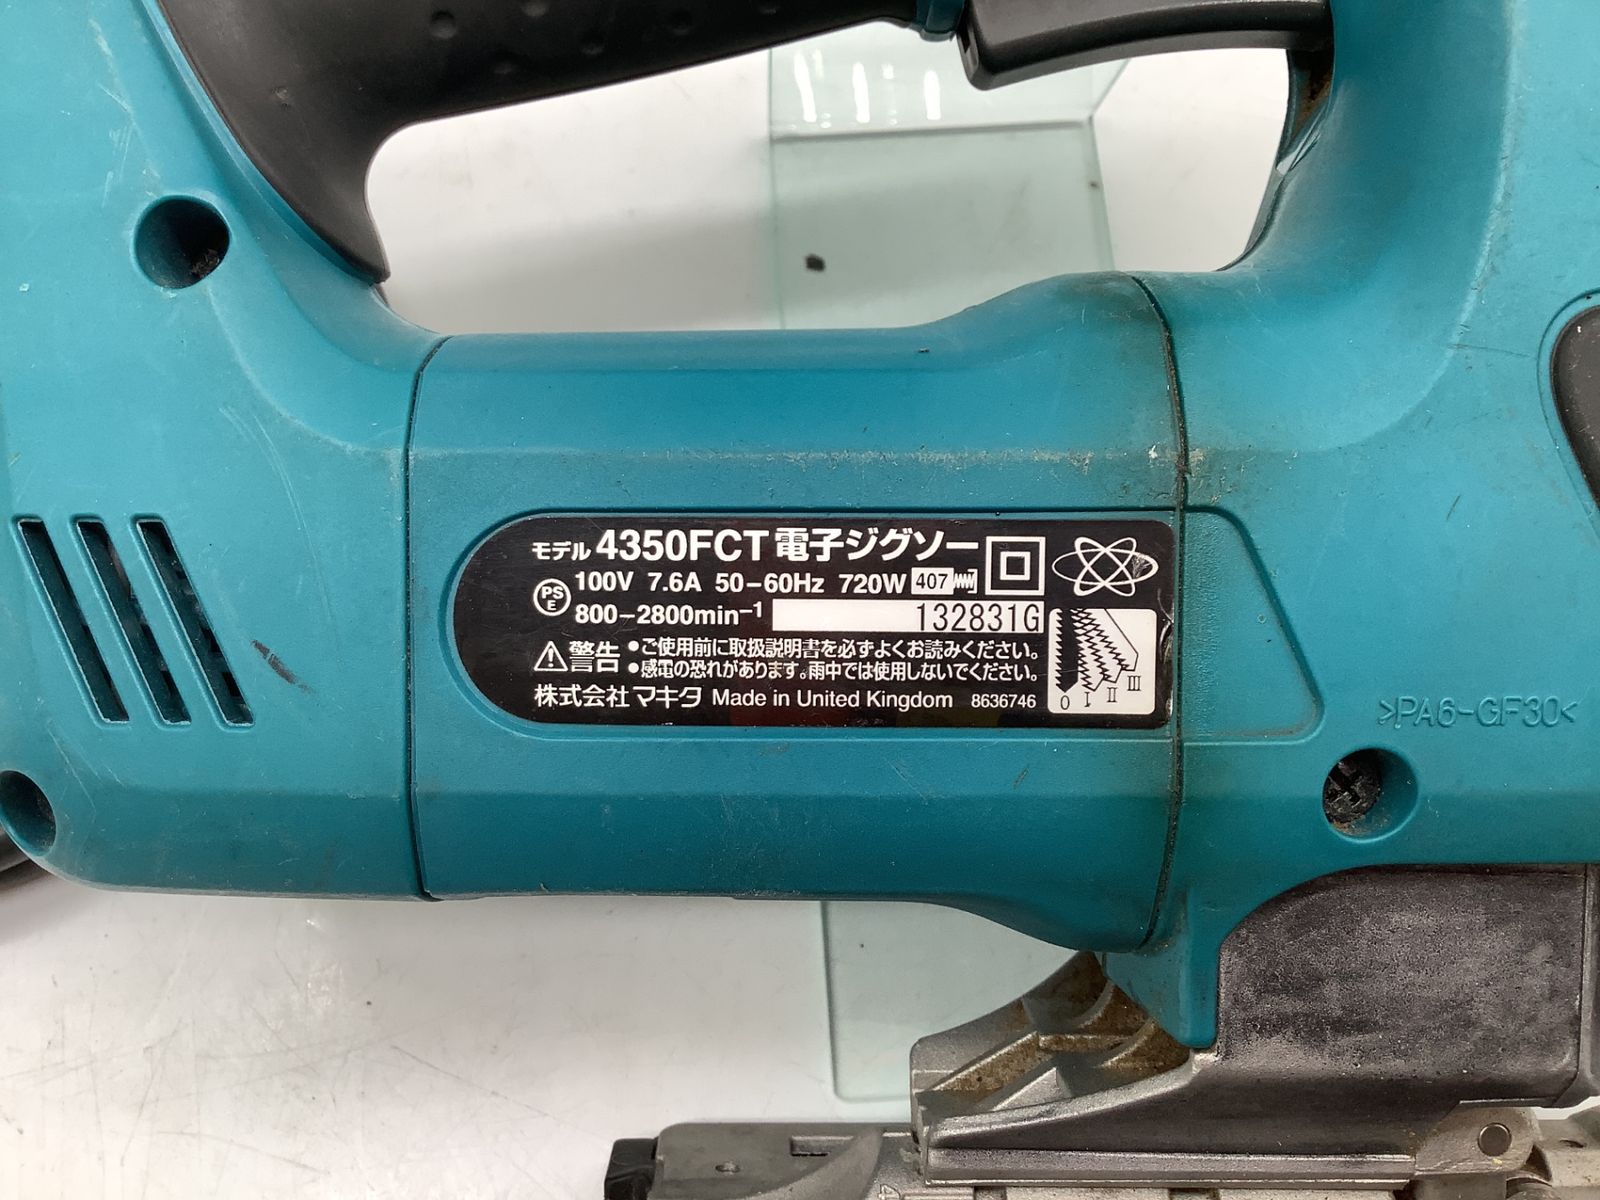 モデル 4350FCT 電子ジグソー
PS E 100V 7.6A 50-60Hz 720W 407
800-2800min⁻¹ 132831G
警告 •ご使用前に取扱説明書を必ずよくお読みください。
•感電の恐れがあります。雨中では使用しないでください。
株式会社マキタ Made in United Kingdom 8636746
0 I II III
>PA6-GF30<
4